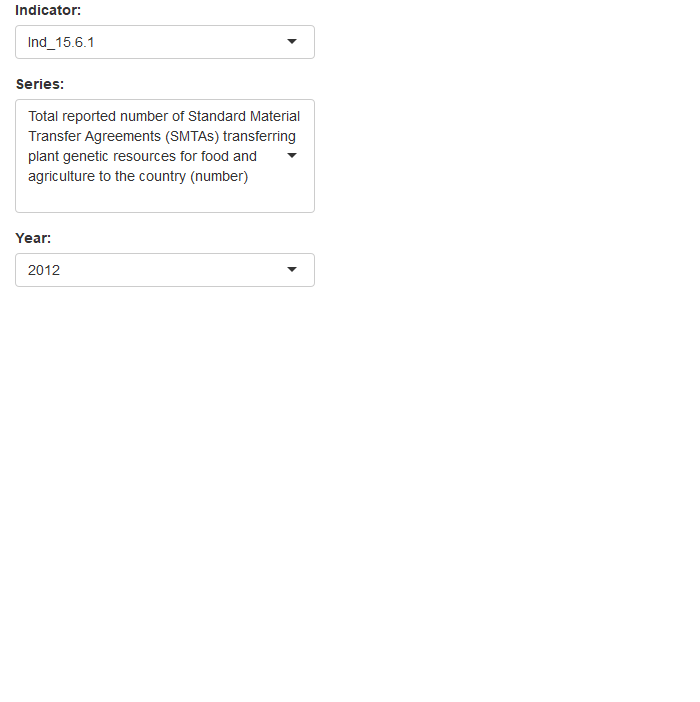 Indicator:
Ind_15.6.1
Series:
Total reported number of Standard Material
Transfer Agreements (SMTAs) transferring
plant genetic resources for food and
agriculture to the country (number)
Year:
2012